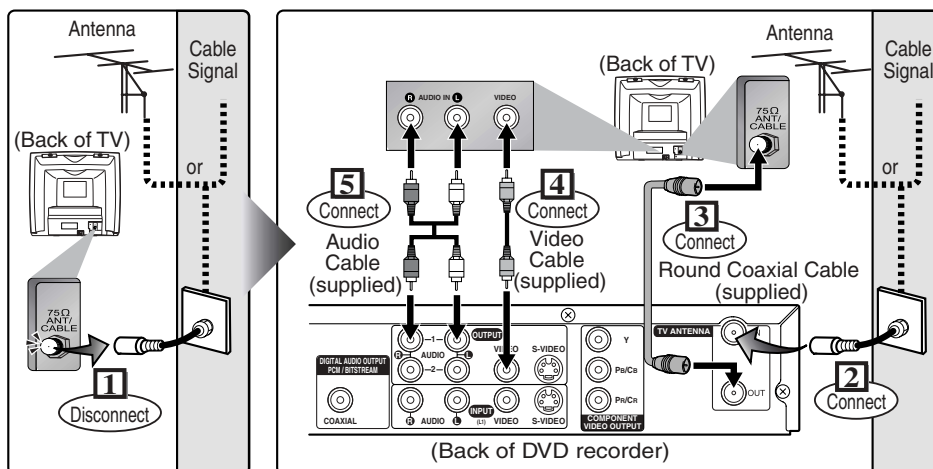 Antenna
Cable
Signal
(Back of TV)
or
75Ω
ANT/
CABLE
1
Disconnect
R AUDIO IN L VIDEO
(Back of TV)
75Ω
ANT/
CABLE
Antenna
Cable
Signal
or
5
Connect
Audio
Cable
(supplied)
4
Connect
Video
Cable
(supplied)
3
Connect
Round Coaxial Cable
(supplied)
DIGITAL AUDIO OUTPUT
PCM / BITSTREAM
COAXIAL
1
OUTPUT
R AUDIO L
2
VIDEO
S-VIDEO
R AUDIO L
INPUT
(L1)
VIDEO
S-VIDEO
Y
PB/CB
PR/CR
COMPONENT
VIDEO OUTPUT
TV ANTENNA
IN
OUT
2
Connect
(Back of DVD recorder)